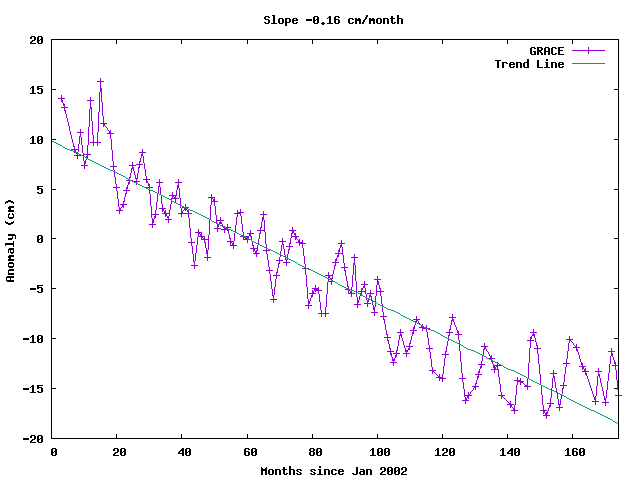 Slope -0.16 cm/month
GRACE
Trend Line
20
15
10
5
0
-5
-10
-15
-20
Anomaly (cm)
0 20 40 60 80 100 120 140 160
Months since Jan 2002